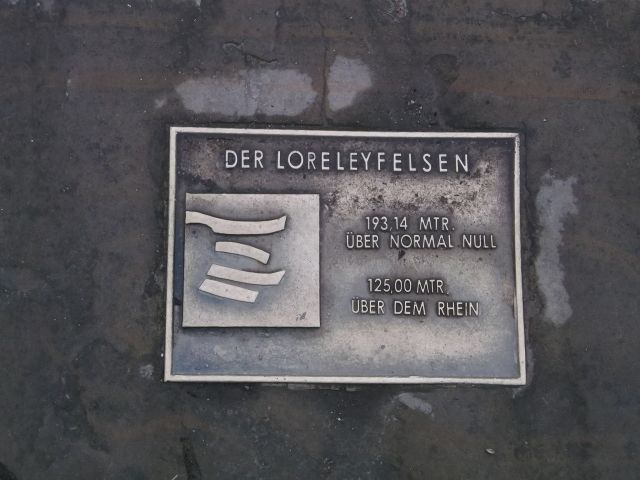 DER LORELEYFELSEN
193,14 MTR.
ÜBER NORMAL NULL
125,00 MTR.
ÜBER DEM RHEIN